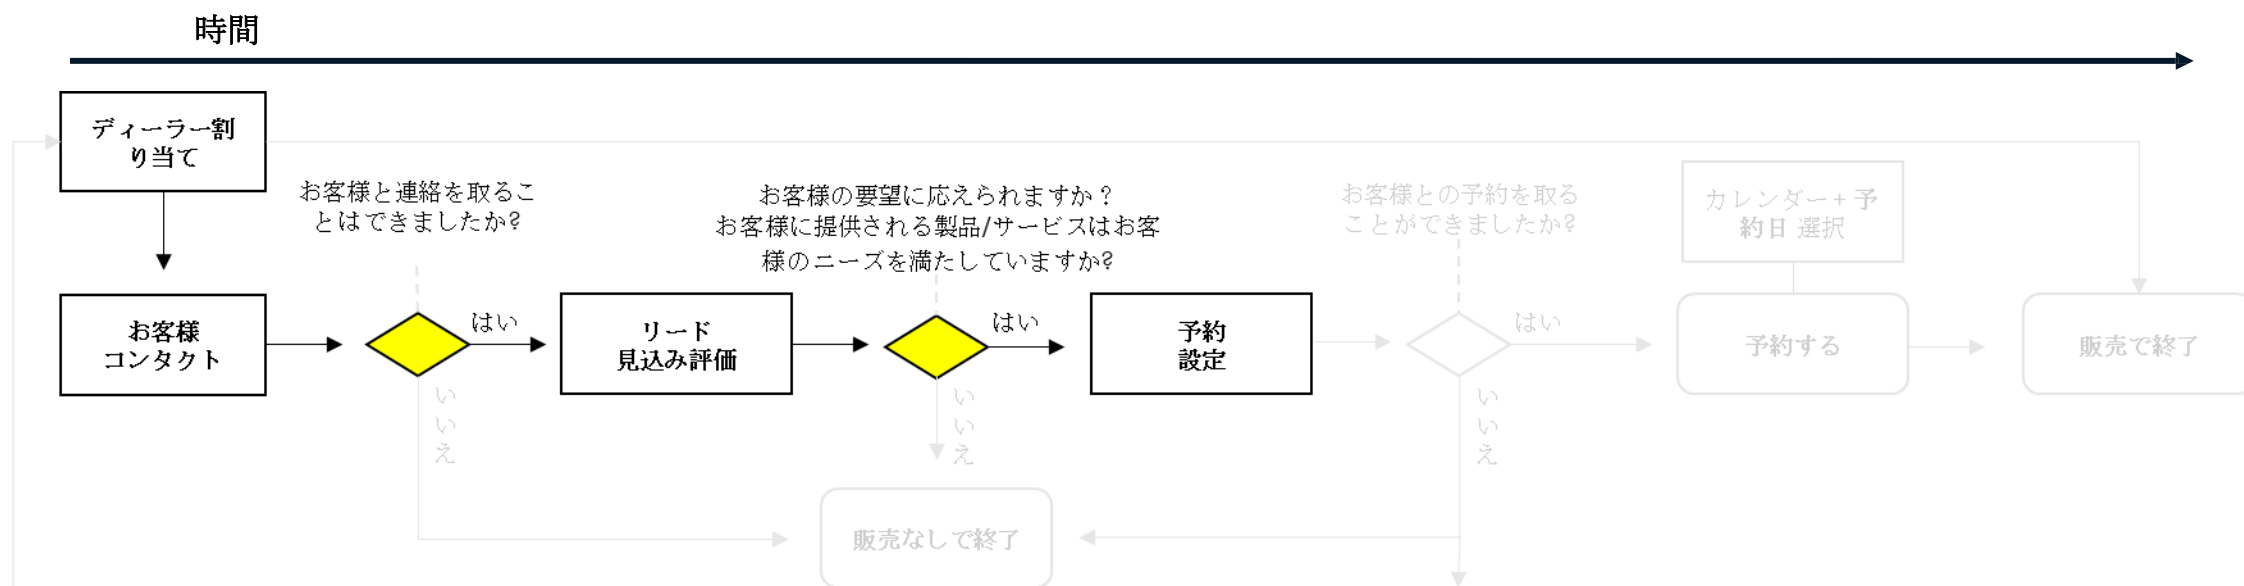 時間
ディーラー割
り当て
お客様と連絡を取るこ
とはできましたか?
お客様の要望に応えられますか？
お客様に提供される製品/サービスはお客
様のニーズを満たしていますか?
お客様との予約を取る
ことができましたか?
カレンダー+ 予
約日 選択
お客様
コンタクト
はい
リード
見込み評価
はい
予約
設定
はい
予約する
販売で終了
い
い
え
い
い
え
い
い
え
販売なしで終了